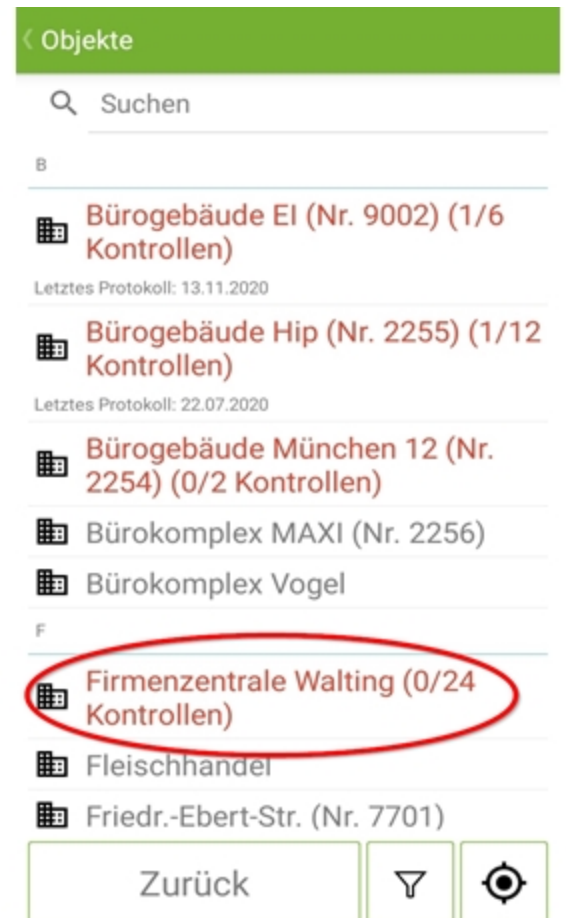 Objekte
Suchen
B
Bürogebäude EI (Nr. 9002) (1/6
Kontrollen)
Letztes Protokoll: 13.11.2020
Bürogebäude Hip (Nr. 2255) (1/12
Kontrollen)
Letztes Protokoll: 22.07.2020
Bürogebäude München 12 (Nr.
2254) (0/2 Kontrollen)
Bürokomplex MAXI (Nr. 2256)
Bürokomplex Vogel
F
Firmenzentrale Walting (0/24
Kontrollen)
Fleischhandel
Friedr.-Ebert-Str. (Nr. 7701)
Zurück